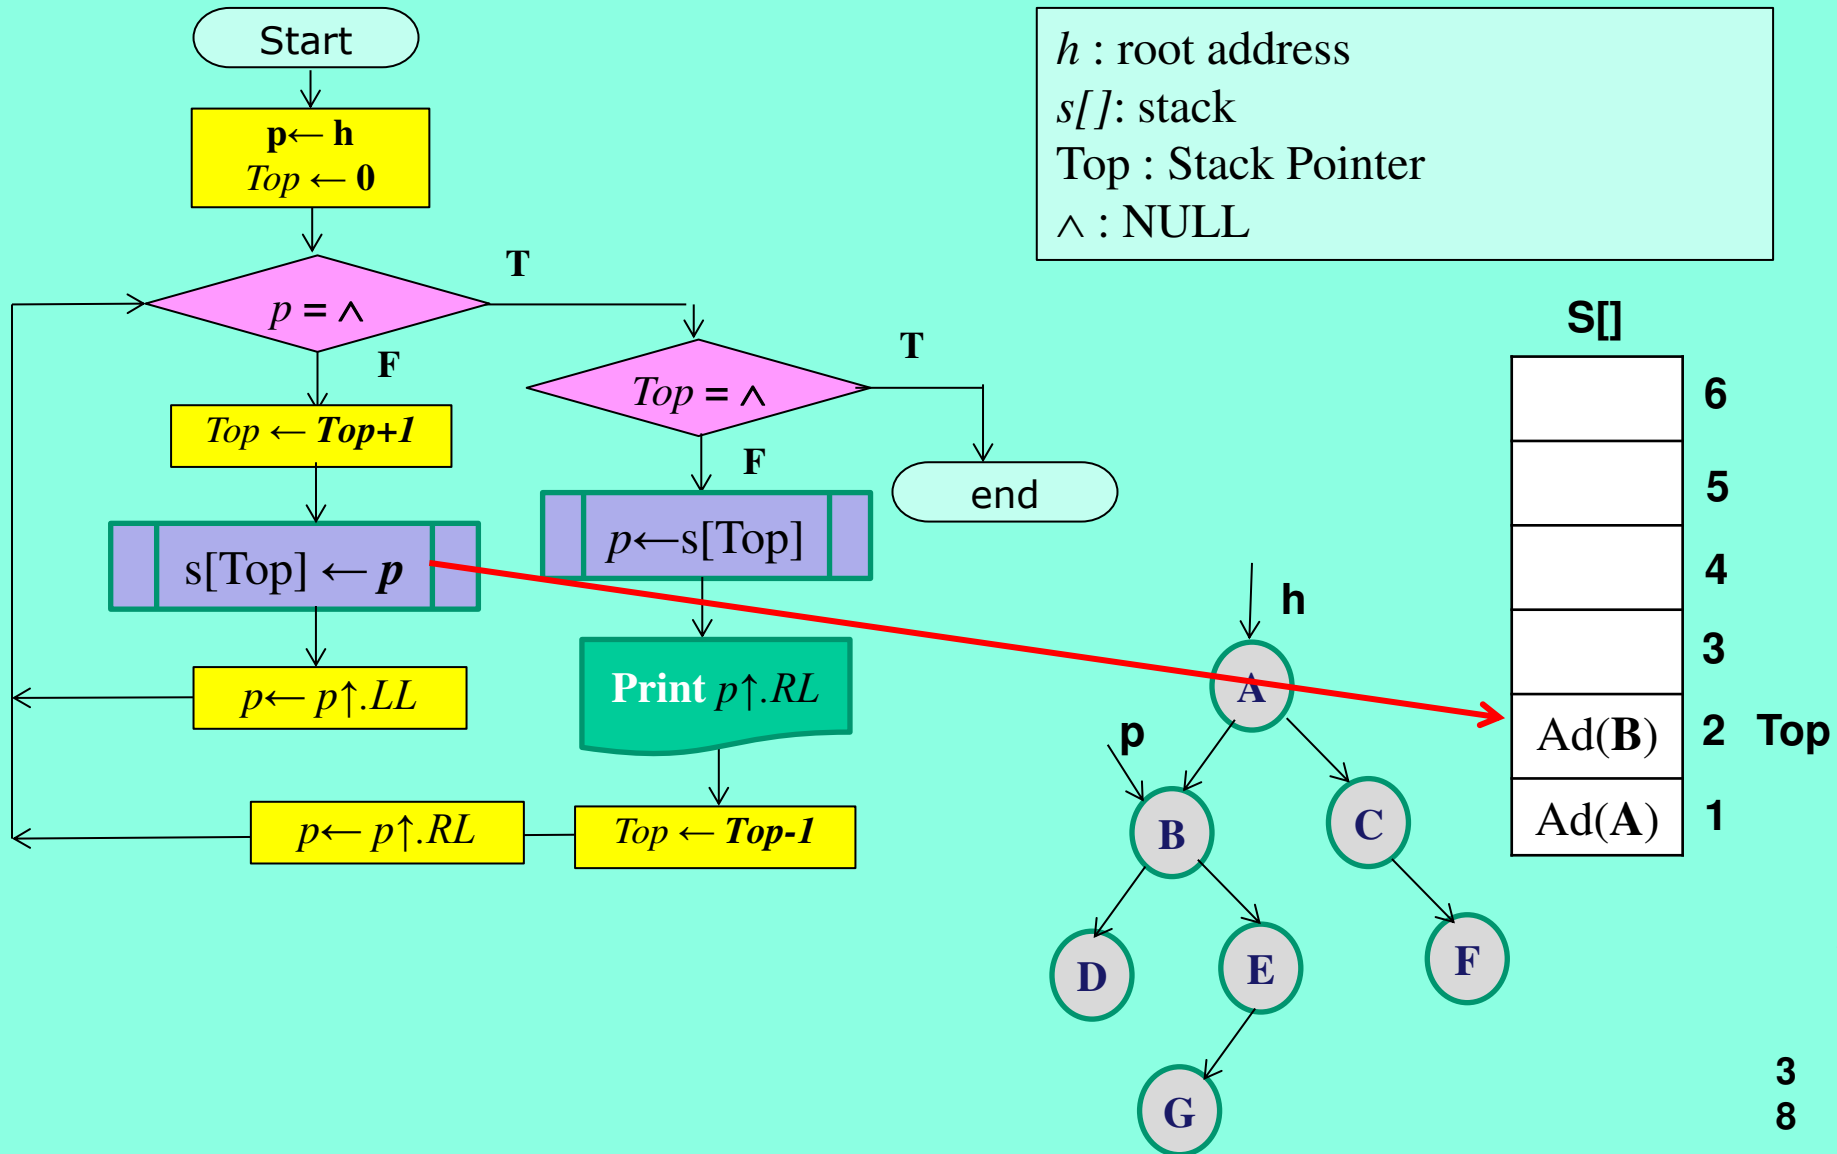 Start
p← h
Top ← 0
p = ∧
T
F
Top ← Top+1
s[Top] ← p
p← p↑.LL
Top = ∧
T
F
end
p←s[Top]
Print p↑.RL
Top ← Top-1
p← p↑.RL
h : root address
s[]: stack
Top : Stack Pointer
∧ : NULL
S[]
6
5
4
3
Ad(B) 2 Top
Ad(A) 1
h
A
p
B
C
D
E
F
G
3
8